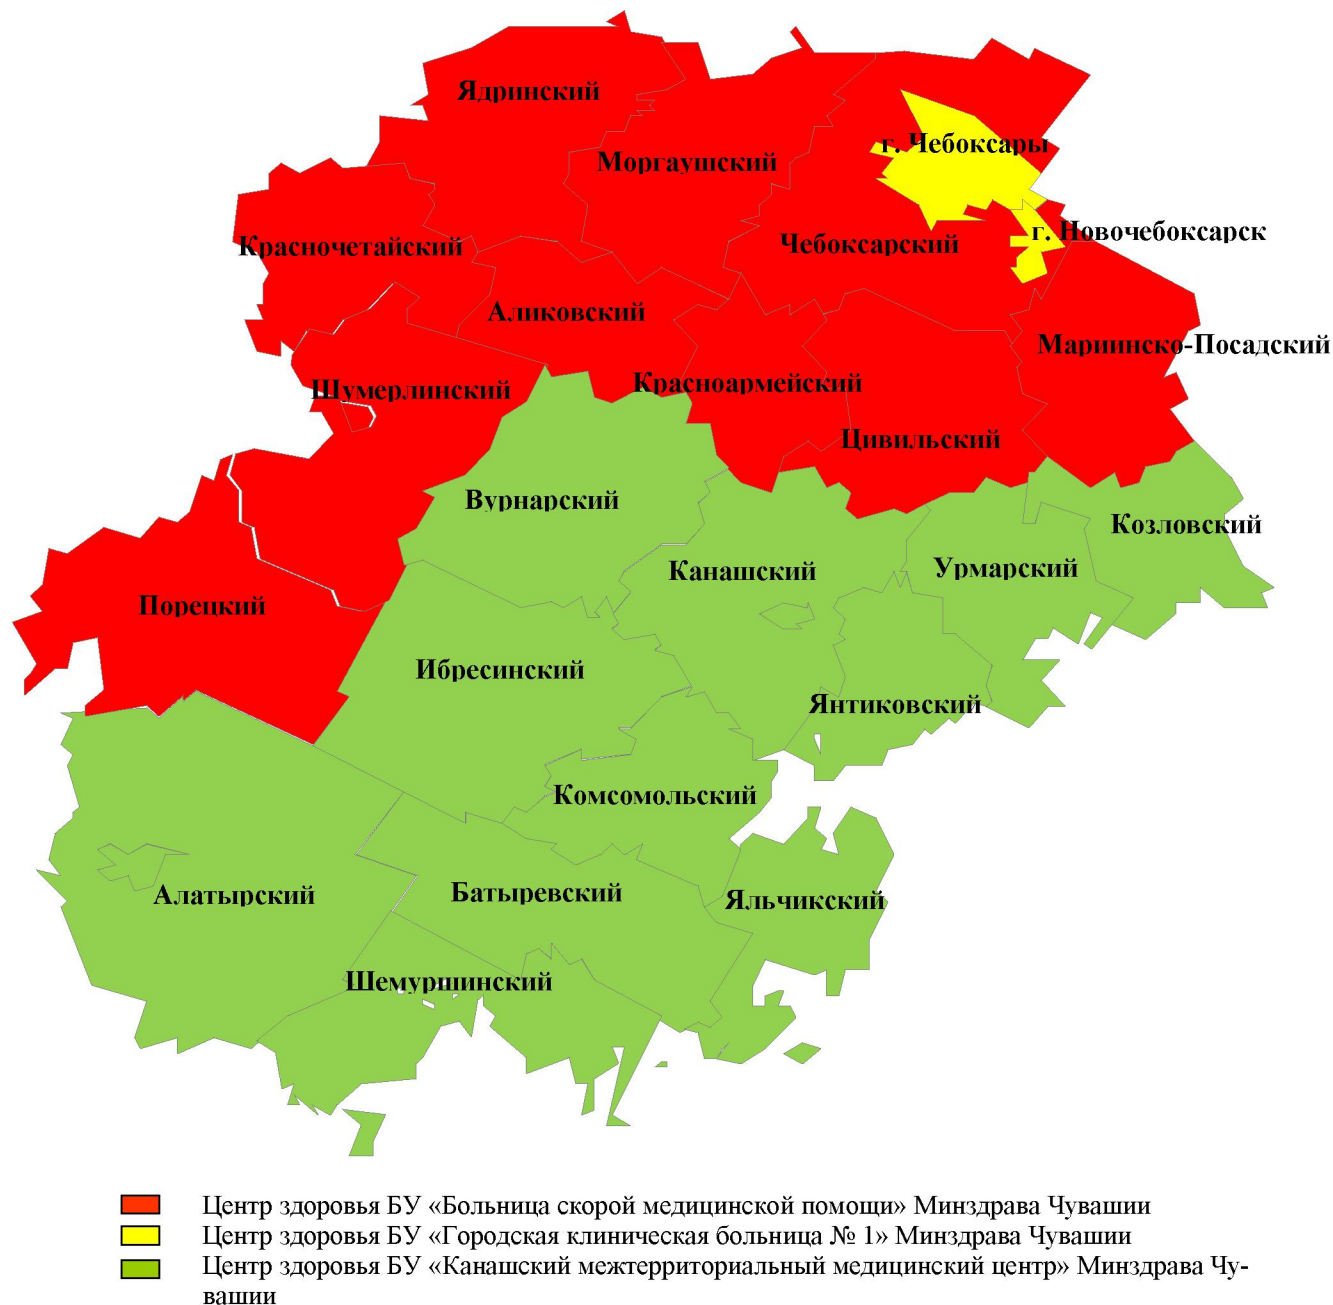 Ядринский
г. Чебоксары
Моргаушский
г. Новочебоксарск
Чебоксарский
Красночетайский
Аликовский
Мариинско-Посадский
Красноармейский
Шумерлинский
Цивильский
Вурнарский
Козловский
Канашский
Урмарский
Порецкий
Ибресинский
Янтиковский
Комсомольский
Батыревский
Алатырский
Яльчикский
Шемуршинский
Центр здоровья БУ «Больница скорой медицинской помощи» Минздрава Чувашии
Центр здоровья БУ «Городская клиническая больница № 1» Минздрава Чувашии
Центр здоровья БУ «Канашский межтерриториальный медицинский центр» Минздрава Чу-
вашии